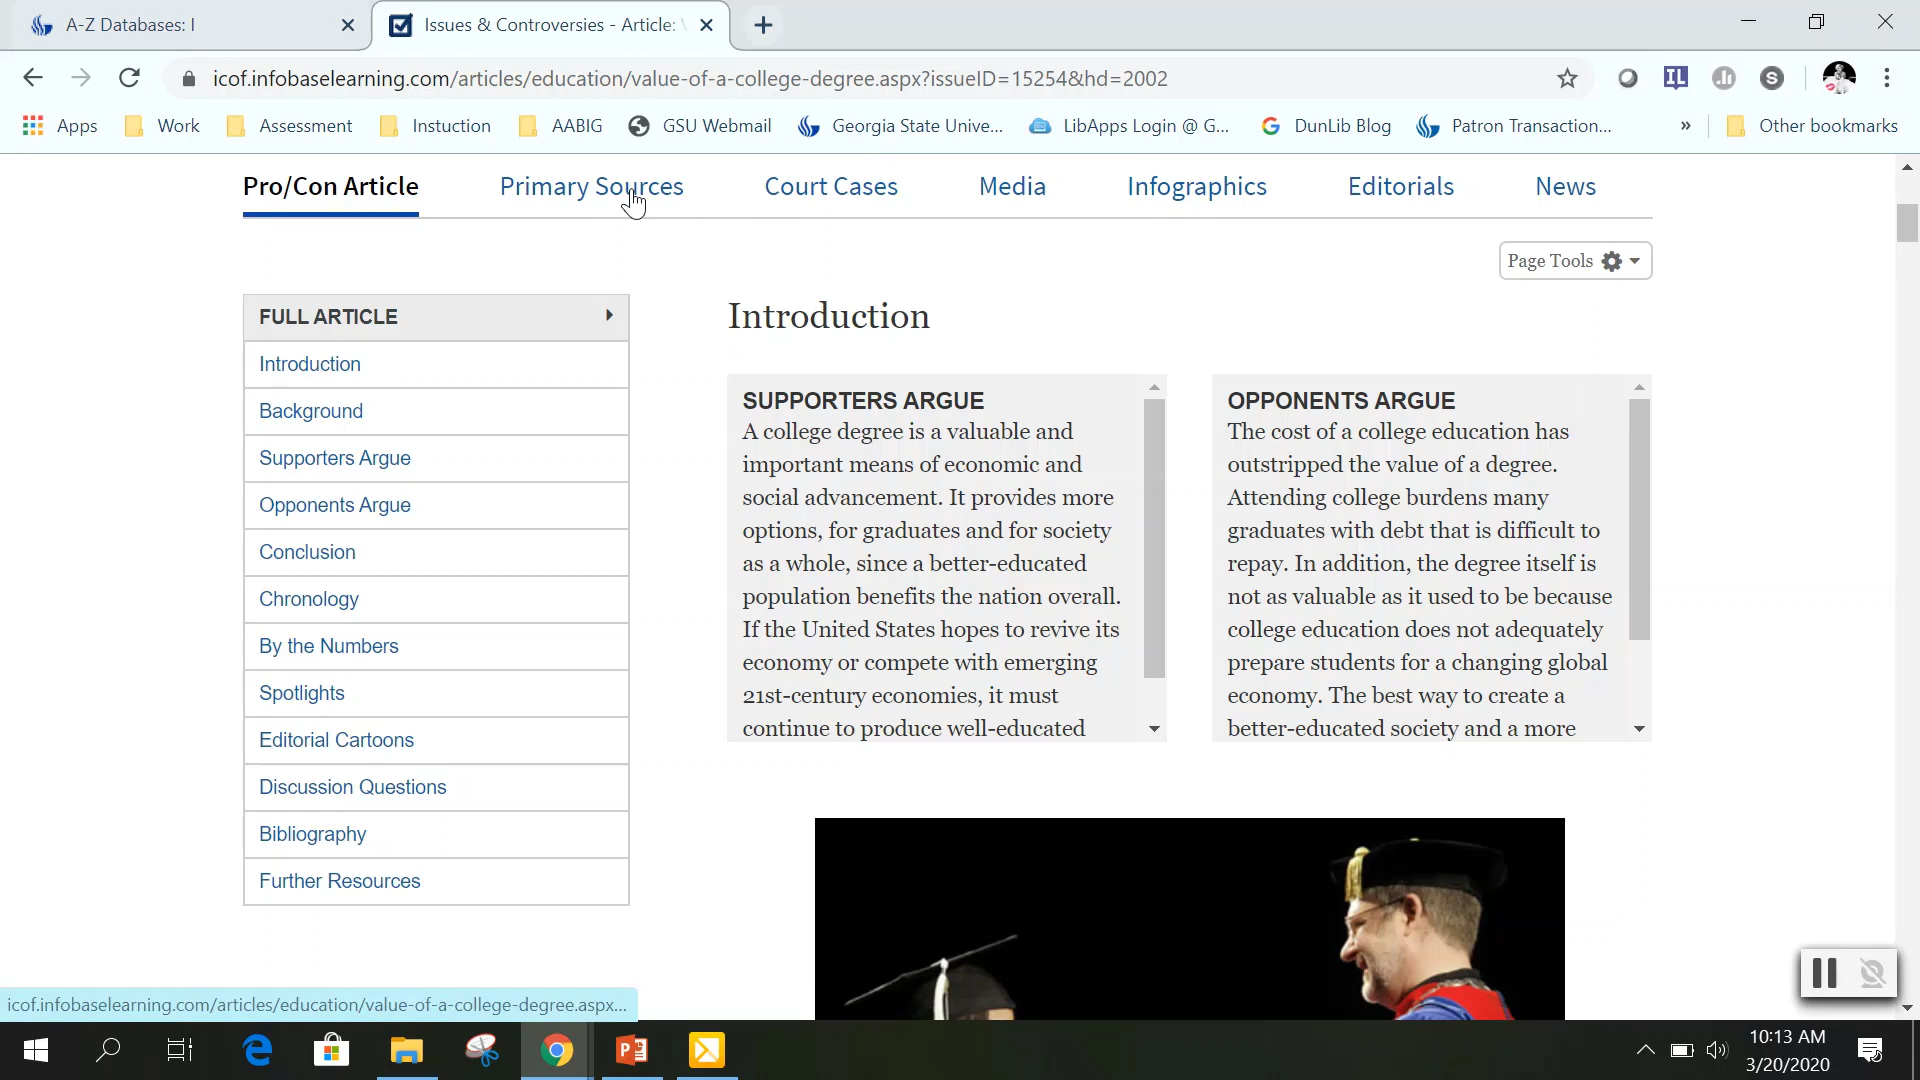 A-Z Databases: I
Issues & Controversies - Article:
icof.infobaselearning.com/articles/education/value-of-a-college-degree.aspx?issueID=15254&hd=2002
IL
S
Apps
Work
Assessment
Instuction
AABIG
GSU Webmail
Georgia State Unive...
LibApps Login @ G...
DunLib Blog
Patron Transaction...
»
Other bookmarks
Pro/Con Article
Primary Sources
Court Cases
Media
Infographics
Editorials
News
Page Tools
FULL ARTICLE
Introduction
Background
Supporters Argue
Opponents Argue
Conclusion
Chronology
By the Numbers
Spotlights
Editorial Cartoons
Discussion Questions
Bibliography
Further Resources
Introduction
SUPPORTERS ARGUE
A college degree is a valuable and
important means of economic and
social advancement. It provides more
options, for graduates and for society
as a whole, since a better-educated
population benefits the nation overall.
If the United States hopes to revive its
economy or compete with emerging
21st-century economies, it must
continue to produce well-educated
OPPONENTS ARGUE
The cost of a college education has
outstripped the value of a degree.
Attending college burdens many
graduates with debt that is difficult to
repay. In addition, the degree itself is
not as valuable as it used to be because
college education does not adequately
prepare students for a changing global
economy. The best way to create a
better-educated society and a more
icof.infobaselearning.com/articles/education/value-of-a-college-degree.aspx...
10:13 AM
3/20/2020